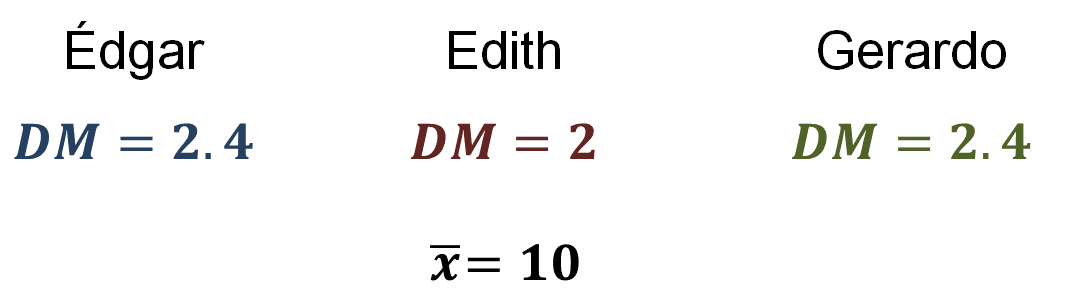 Édgar Edith Gerardo
DM = 2.4 DM = 2 DM = 2.4
x̅= 10